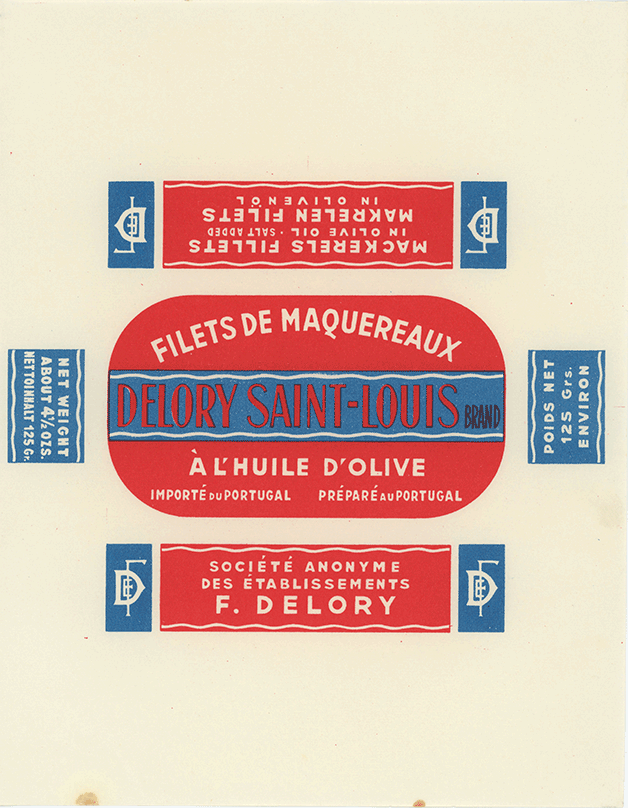 MACKERELS FILLETS
IN OLIVE OIL · SALT ADDED
MAKRELEN FILETS
IN OLIVENÖL
FILETS DE MAQUEREAUX
DELORY SAINT-LOUIS BRAND
À L'HUILE D'OLIVE
IMPORTÉ DU PORTUGAL PRÉPARÉ AU PORTUGAL
NET WEIGHT
ABOUT 4½ OZS.
NETTOINHALT 125 Gr.
POIDS NET
125 Grs.
ENVIRON
SOCIÉTÉ ANONYME
DES ÉTABLISSEMENTS
F. DELORY